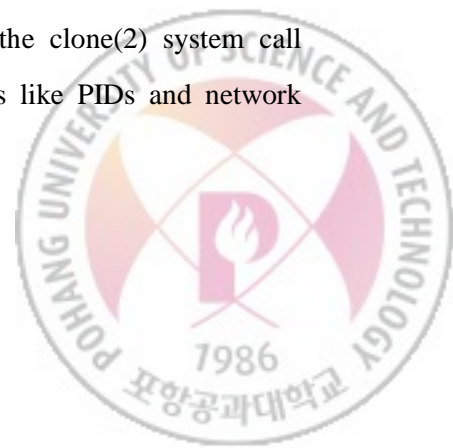 the clone(2) system call
s like PIDs and network
POHANG UNIVERSITY OF SCIENCE AND TECHNOLOGY
1986
포항공과대학교